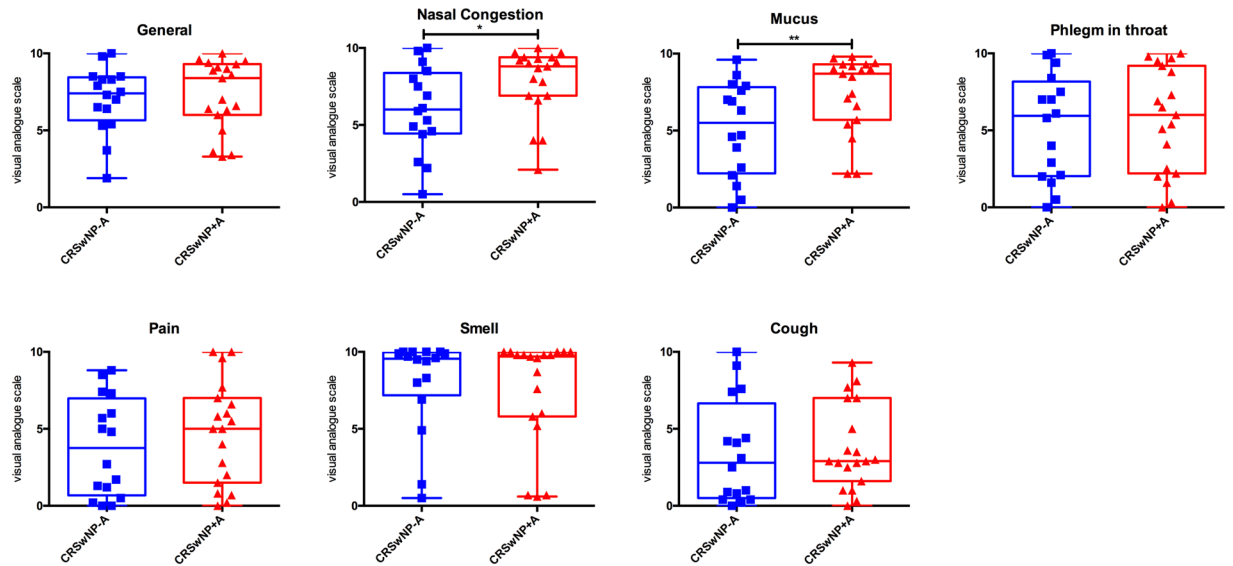 General
visual analogue scale
10
5
0
CRSwNP-A
CRSwNP+A
Nasal Congestion
*
visual analogue scale
10
5
0
CRSwNP-A
CRSwNP+A
Mucus
**
visual analogue scale
10
5
0
CRSwNP-A
CRSwNP+A
Phlegm in throat
visual analogue scale
10
5
0
CRSwNP-A
CRSwNP+A
Pain
visual analogue scale
10
5
0
CRSwNP-A
CRSwNP+A
Smell
visual analogue scale
10
5
0
CRSwNP-A
CRSwNP+A
Cough
visual analogue scale
10
5
0
CRSwNP-A
CRSwNP+A